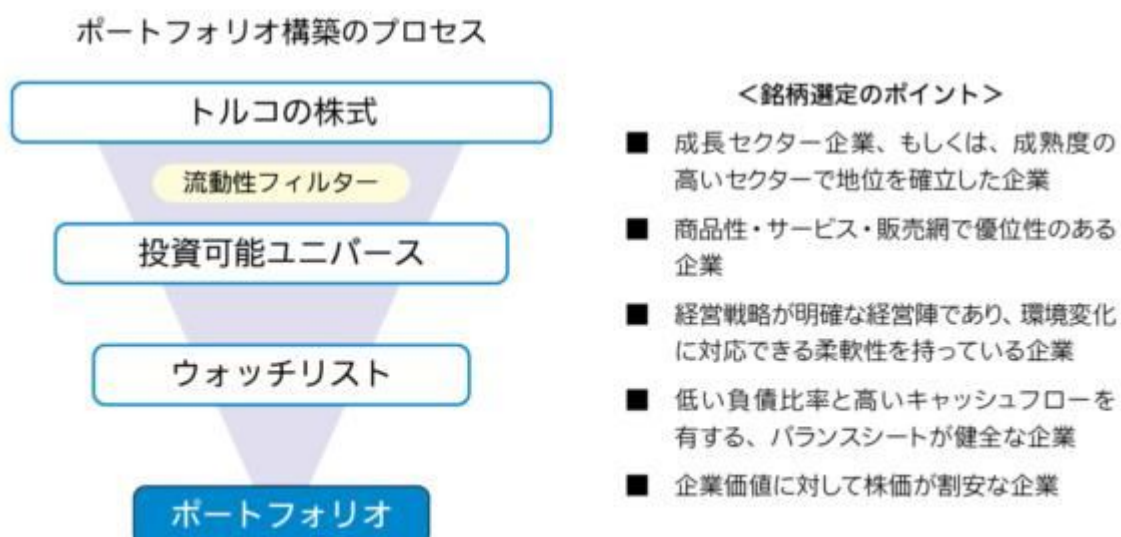 ポートフォリオ構築のプロセス
トルコの株式
流動性フィルター
投資可能ユニバース
ウォッチリスト
ポートフォリオ
＜銘柄選定のポイント＞
■ 成長セクター企業、もしくは、成熟度の
高いセクターで地位を確立した企業
■ 商品性・サービス・販売網で優位性のある
企業
■ 経営戦略が明確な経営陣であり、環境変化
に対応できる柔軟性を持っている企業
■ 低い負債比率と高いキャッシュフローを
有する、バランスシートが健全な企業
■ 企業価値に対して株価が割安な企業